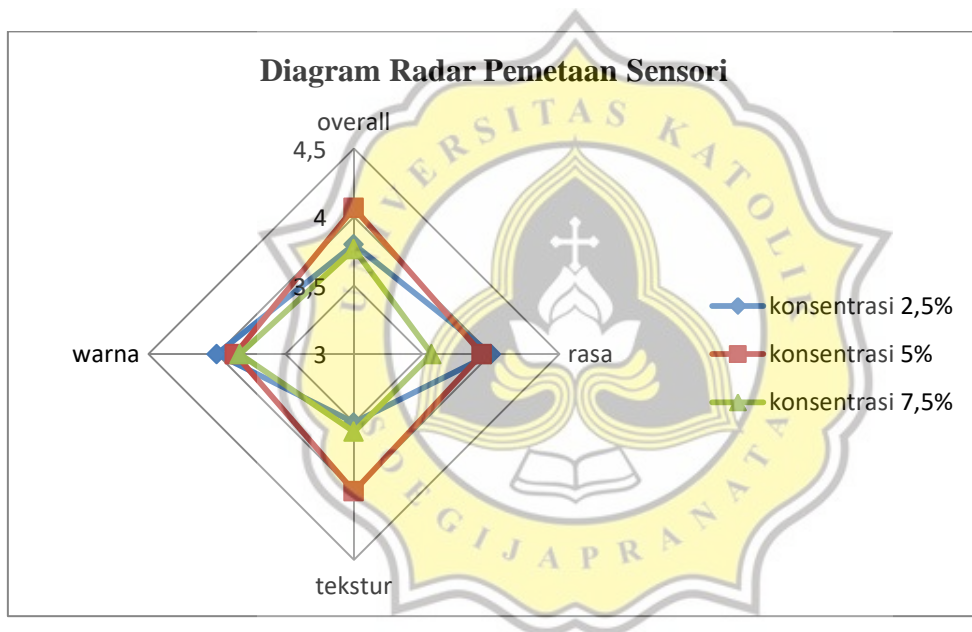 Diagram Radar Pemetaan Sensori
overall
4,5
4
3,5
3
warna
rasa
tekstur
konsentrasi 2,5%
konsentrasi 5%
konsentrasi 7,5%
UNIVERSITAS KATOLIK
SOEGIJAPRANATA